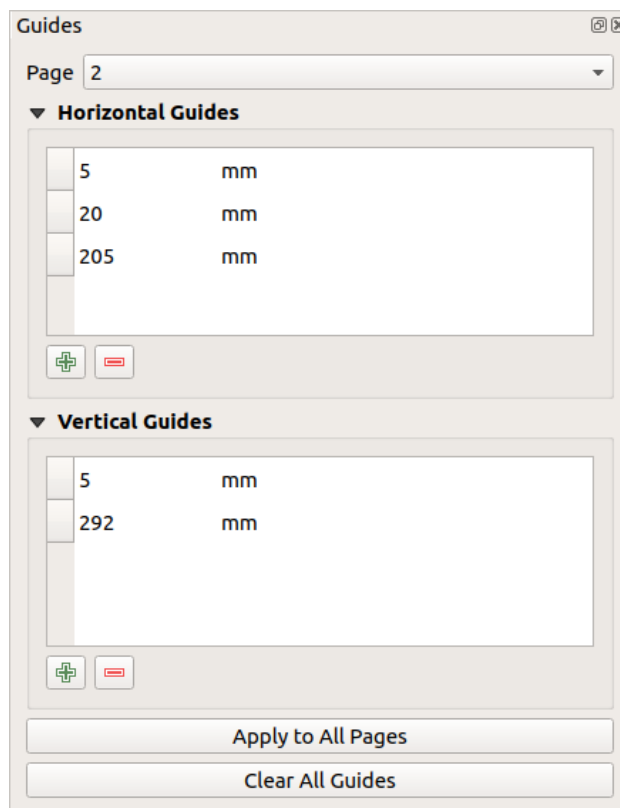 Guides
Page 2
Horizontal Guides
5 mm
20 mm
205 mm
Vertical Guides
5 mm
292 mm
Apply to All Pages
Clear All Guides